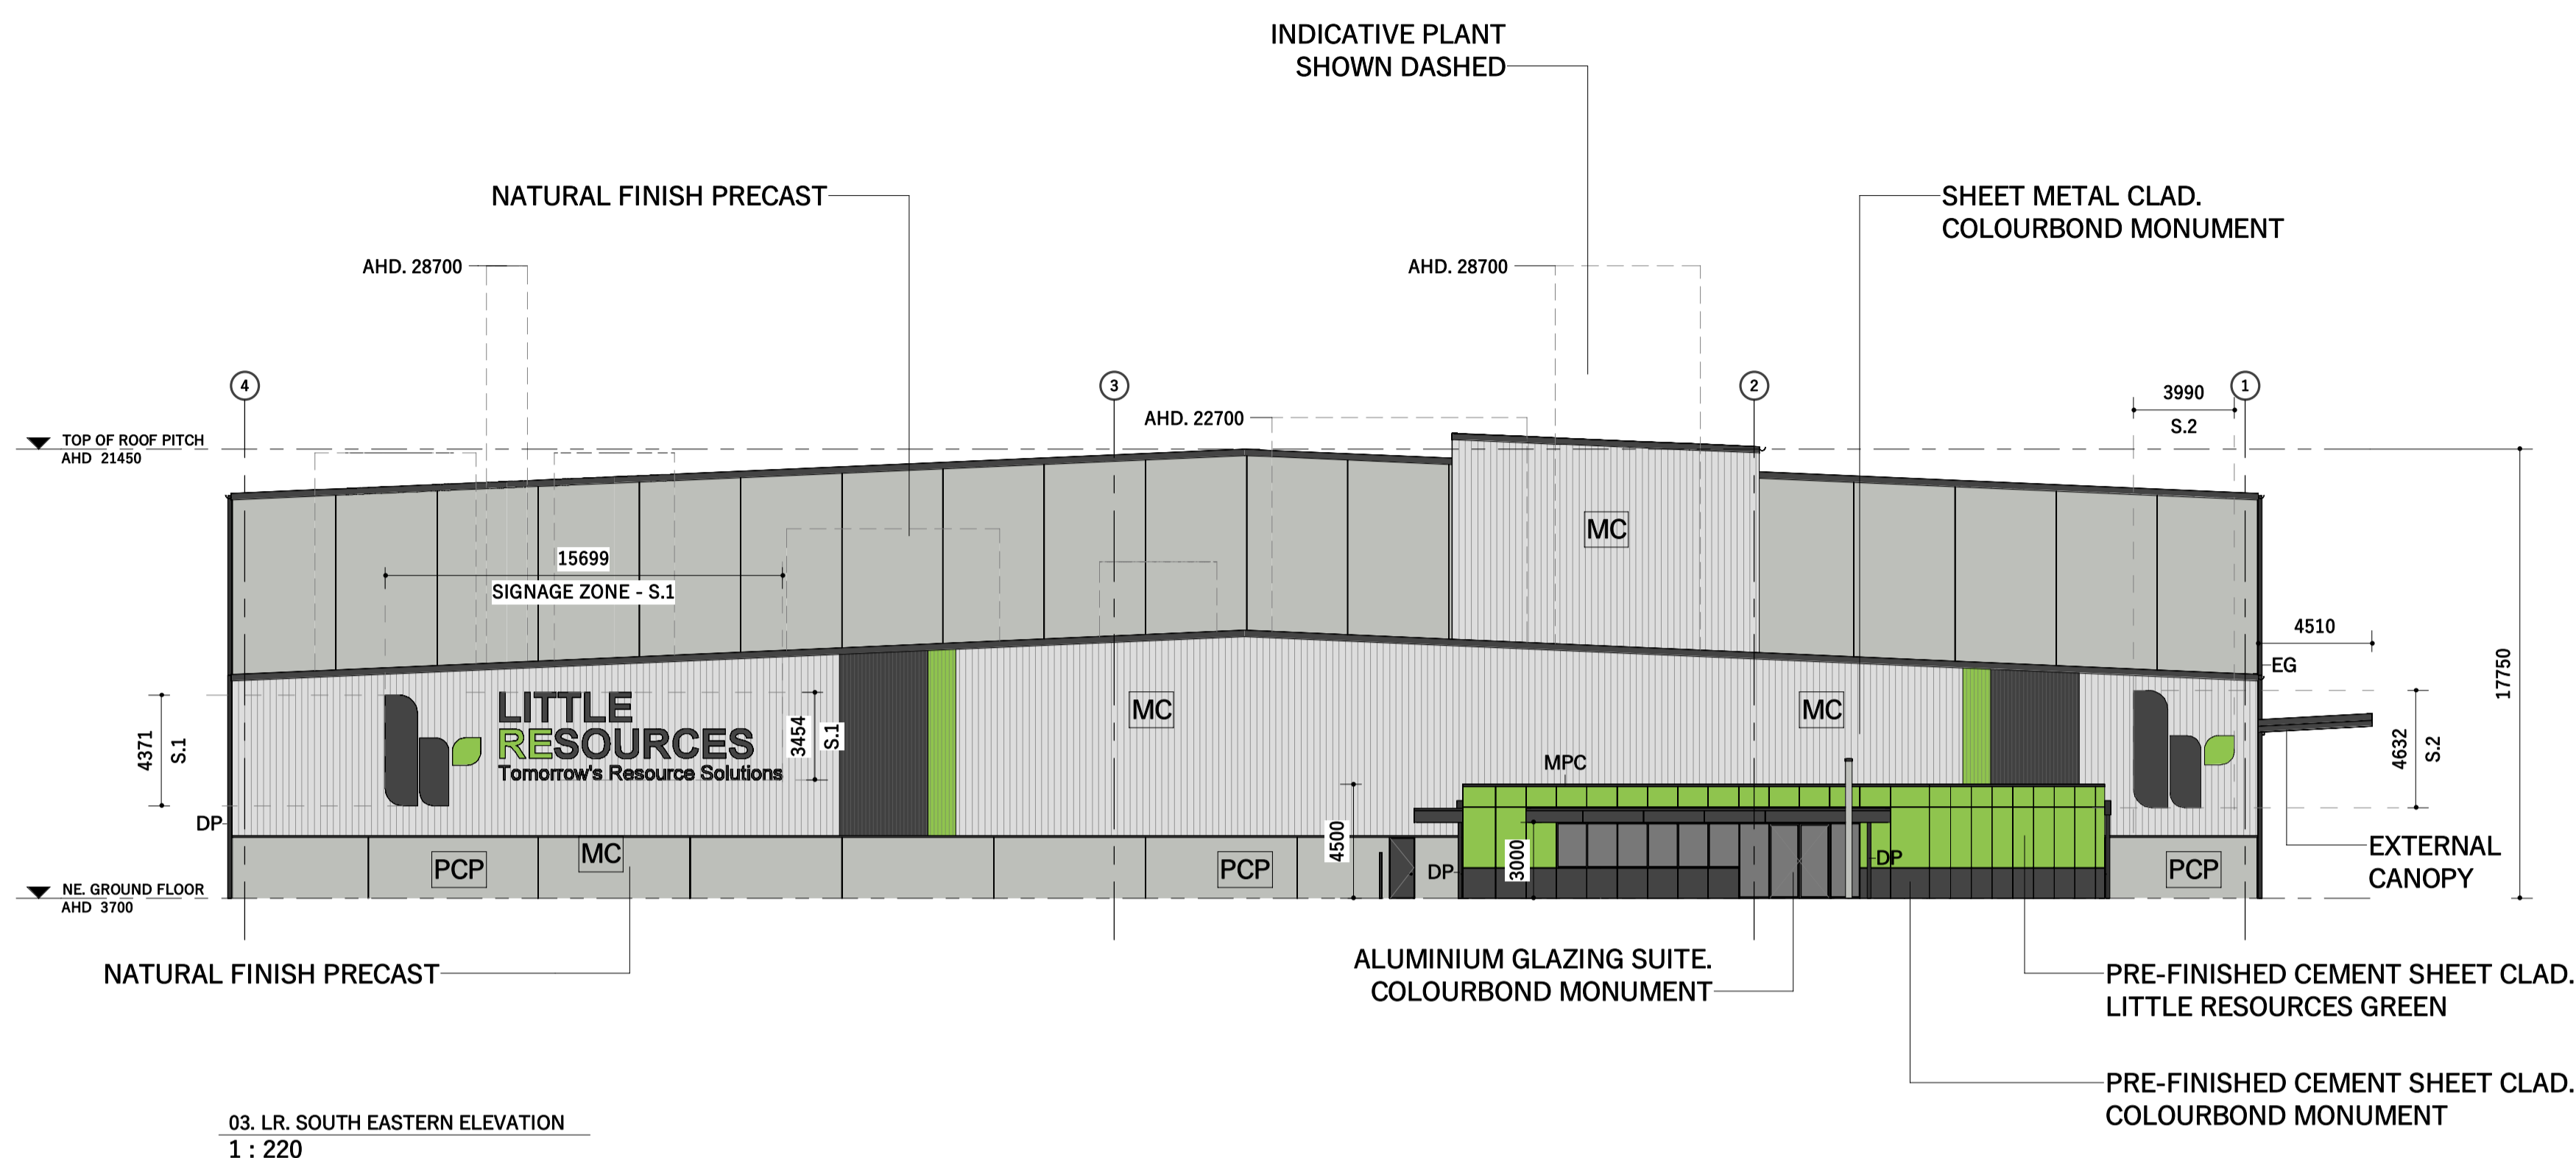 INDICATIVE PLANT
SHOWN DASHED
NATURAL FINISH PRECAST
SHEET METAL CLAD.
COLOURBOND MONUMENT
AHD. 28700
AHD. 28700
4
3
2
1
3990
S.2
AHD. 22700
TOP OF ROOF PITCH
AHD 21450
MC
15699
SIGNAGE ZONE - S.1
4510
EG
17750
4371
S.1
LITTLE
RESOURCES
Tomorrow's Resource Solutions
3454
S.1
MC
MC
4632
S.2
MPC
DP
4500
3000
PCP
MC
PCP
DP
DP
PCP
EXTERNAL
CANOPY
NE. GROUND FLOOR
AHD 3700
NATURAL FINISH PRECAST
ALUMINIUM GLAZING SUITE.
COLOURBOND MONUMENT
PRE-FINISHED CEMENT SHEET CLAD.
LITTLE RESOURCES GREEN
PRE-FINISHED CEMENT SHEET CLAD.
COLOURBOND MONUMENT
03. LR. SOUTH EASTERN ELEVATION
1 : 220